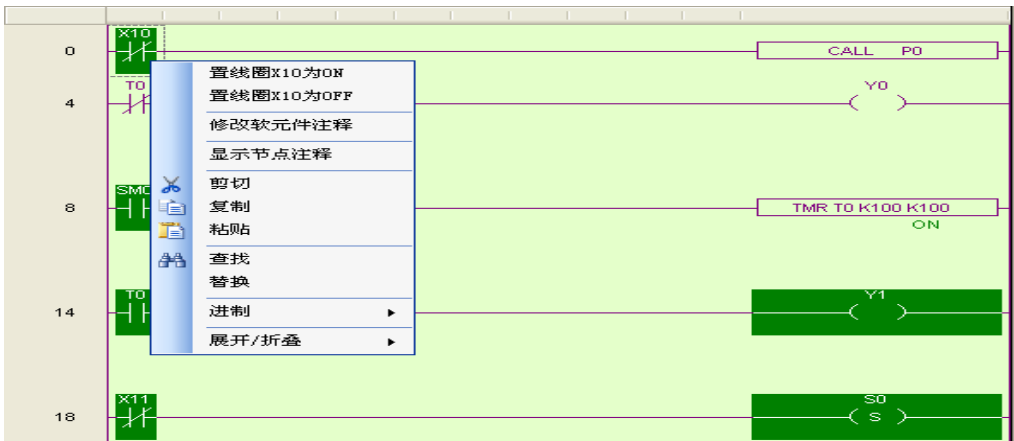 X10
0
CALL P0
置线圈X10为ON
T0
Y0
置线圈X10为OFF
4
修改软元件注释
显示节点注释
剪切
SM0
8
复制
TMR T0 K100 K100
粘贴
ON
查找
替换
T0
Y1
14
进制
展开/折叠
X11
S0
18
S